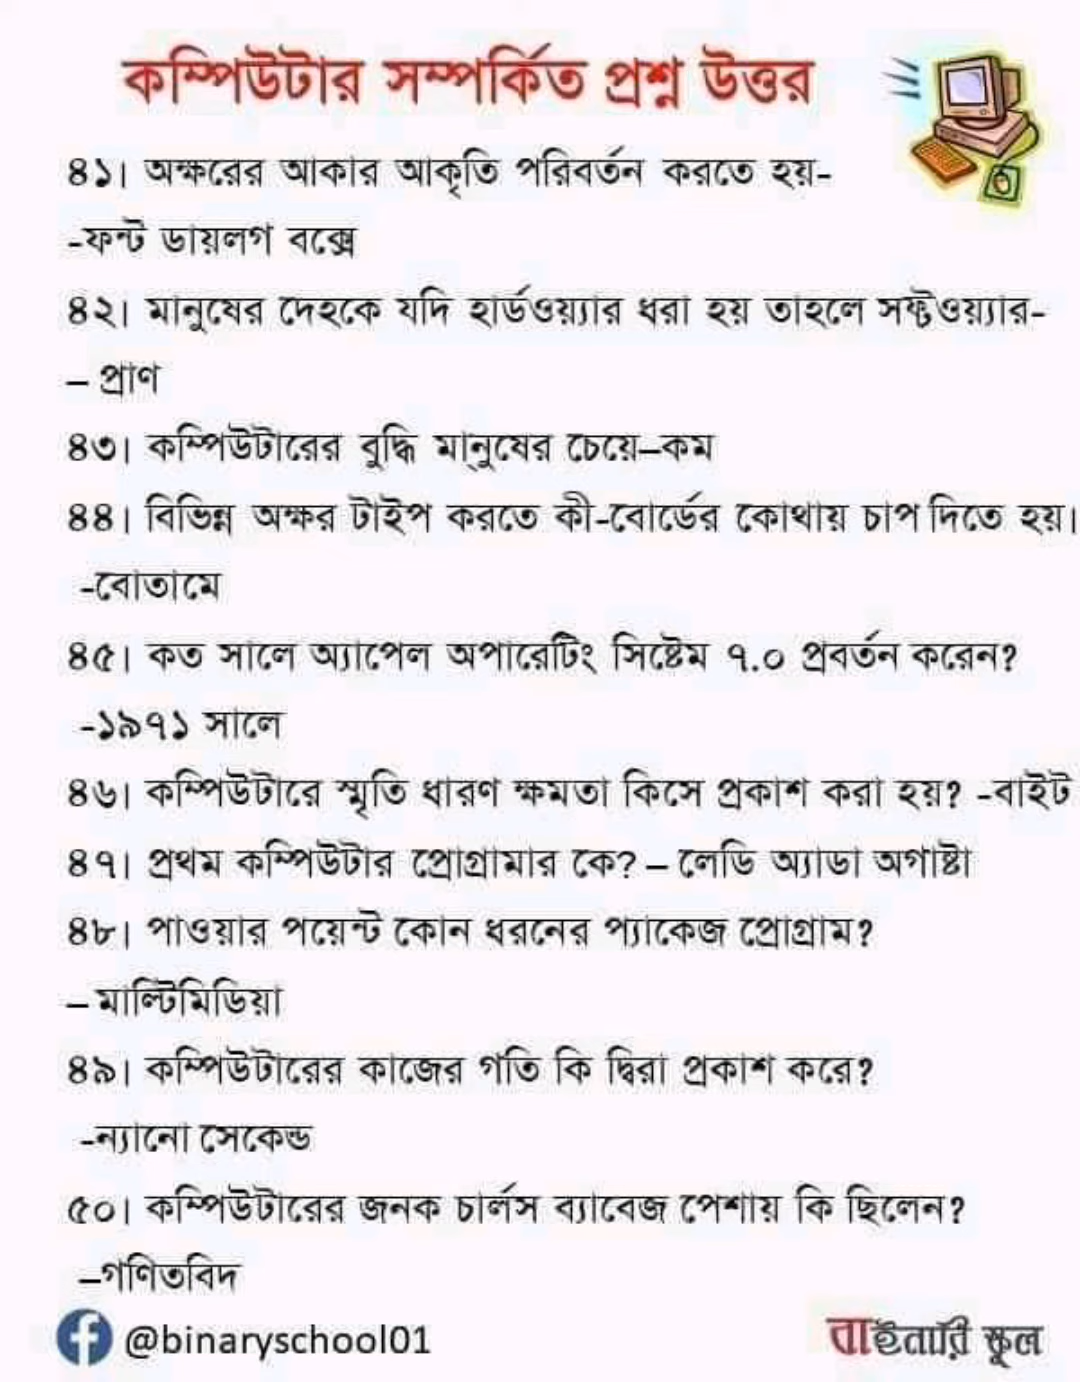 কম্পিউটার সম্পর্কিত প্রশ্ন উত্তর
৪১। অক্ষরের আকার আকৃতি পরিবর্তন করতে হয়-
-ফন্ট ডায়লগ বক্সে
৪২। মানুষের দেহকে যদি হার্ডওয়্যার ধরা হয় তাহলে সফ্টওয়্যার-
– প্রাণ
৪৩। কম্পিউটারের বুদ্ধি মানুষের চেয়ে–কম
৪৪। বিভিন্ন অক্ষর টাইপ করতে কী-বোর্ডের কোথায় চাপ দিতে হয়।
-বোতামে
৪৫। কত সালে অ্যাপেল অপারেটিং সিষ্টেম ৭.০ প্রবর্তন করেন?
-১৯৭১ সালে
৪৬। কম্পিউটারে স্মৃতি ধারণ ক্ষমতা কিসে প্রকাশ করা হয়? -বাইট
৪৭। প্রথম কম্পিউটার প্রোগ্রামার কে? – লেডি অ্যাডা অগাষ্টা
৪৮। পাওয়ার পয়েন্ট কোন ধরনের প্যাকেজ প্রোগ্রাম?
– মাল্টিমিডিয়া
৪৯। কম্পিউটারের কাজের গতি কি দ্বিরা প্রকাশ করে?
-ন্যানো সেকেন্ড
৫০। কম্পিউটারের জনক চার্লস ব্যাবেজ পেশায় কি ছিলেন?
–গণিতবিদ
@binaryschool01
বাইনারি স্কুল